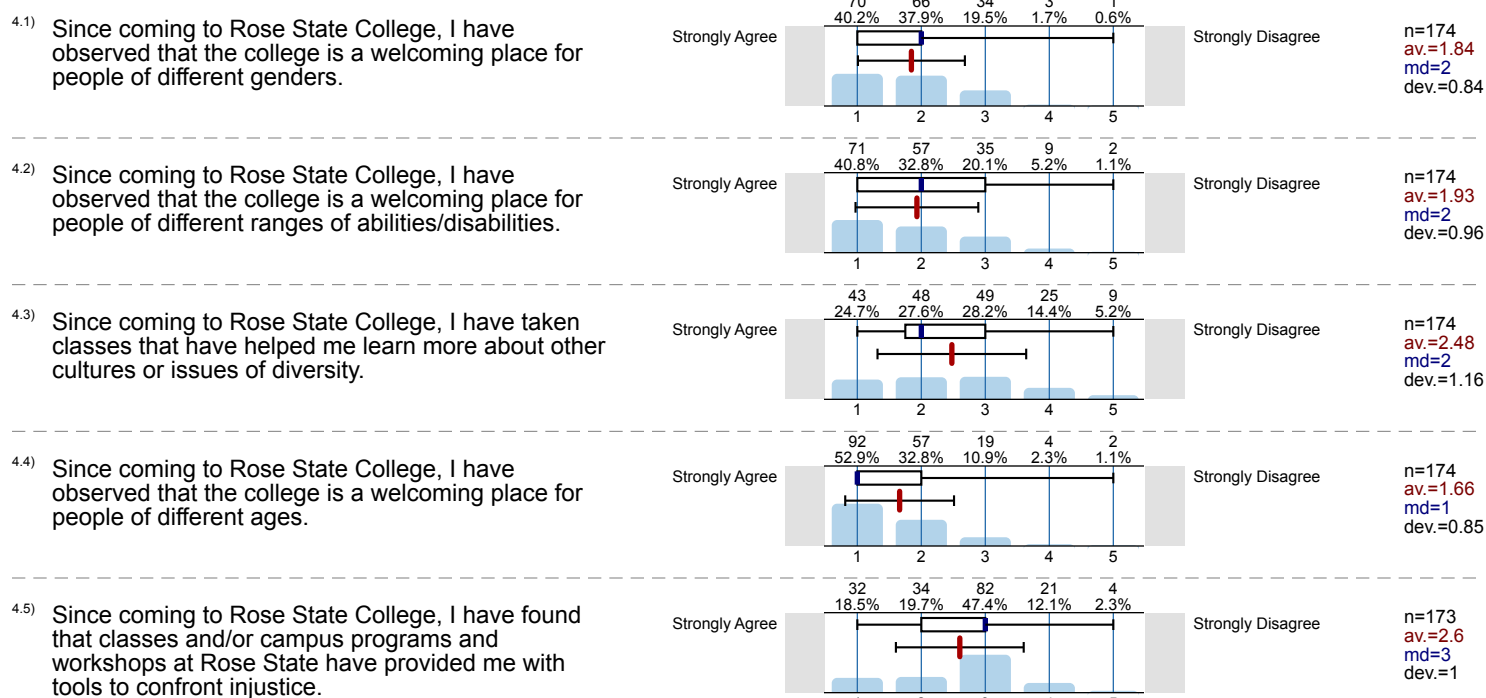 70 66 34 3 1
40.2% 37.9% 19.5% 1.7% 0.6%
4.1) Since coming to Rose State College, I have
observed that the college is a welcoming place for
people of different genders.
Strongly Agree
Strongly Disagree
n=174
av.=1.84
md=2
dev.=0.84
1 2 3 4 5
71 57 35 9 2
40.8% 32.8% 20.1% 5.2% 1.1%
4.2) Since coming to Rose State College, I have
observed that the college is a welcoming place for
people of different ranges of abilities/disabilities.
Strongly Agree
Strongly Disagree
n=174
av.=1.93
md=2
dev.=0.96
1 2 3 4 5
43 48 49 25 9
24.7% 27.6% 28.2% 14.4% 5.2%
4.3) Since coming to Rose State College, I have taken
classes that have helped me learn more about other
cultures or issues of diversity.
Strongly Agree
Strongly Disagree
n=174
av.=2.48
md=2
dev.=1.16
1 2 3 4 5
92 57 19 4 2
52.9% 32.8% 10.9% 2.3% 1.1%
4.4) Since coming to Rose State College, I have
observed that the college is a welcoming place for
people of different ages.
Strongly Agree
Strongly Disagree
n=174
av.=1.66
md=1
dev.=0.85
1 2 3 4 5
32 34 82 21 4
18.5% 19.7% 47.4% 12.1% 2.3%
4.5) Since coming to Rose State College, I have found
that classes and/or campus programs and
workshops at Rose State have provided me with
tools to confront injustice.
Strongly Agree
Strongly Disagree
n=173
av.=2.6
md=3
dev.=1